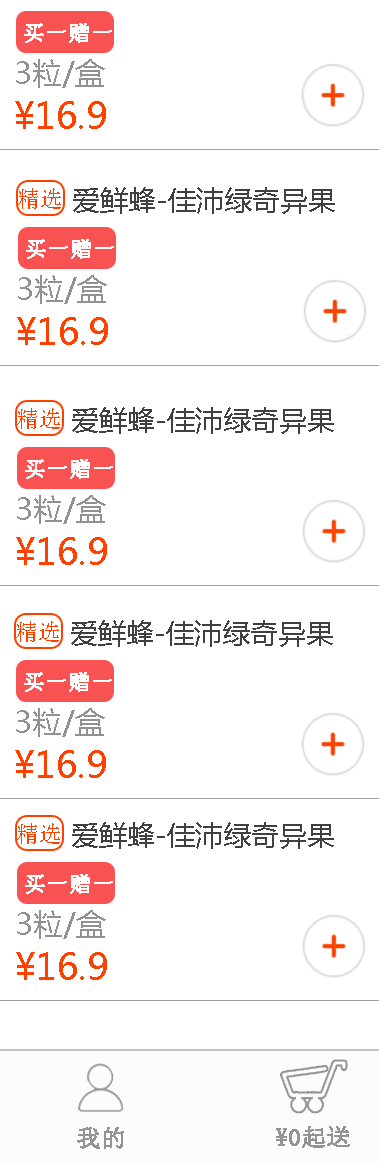 买一赠一
3粒/盒
¥16.9
精选 爱鲜蜂-佳沛绿奇异果
买一赠一
3粒/盒
¥16.9
精选 爱鲜蜂-佳沛绿奇异果
买一赠一
3粒/盒
¥16.9
精选 爱鲜蜂-佳沛绿奇异果
买一赠一
3粒/盒
¥16.9
精选 爱鲜蜂-佳沛绿奇异果
买一赠一
3粒/盒
¥16.9
我的 ¥0起送